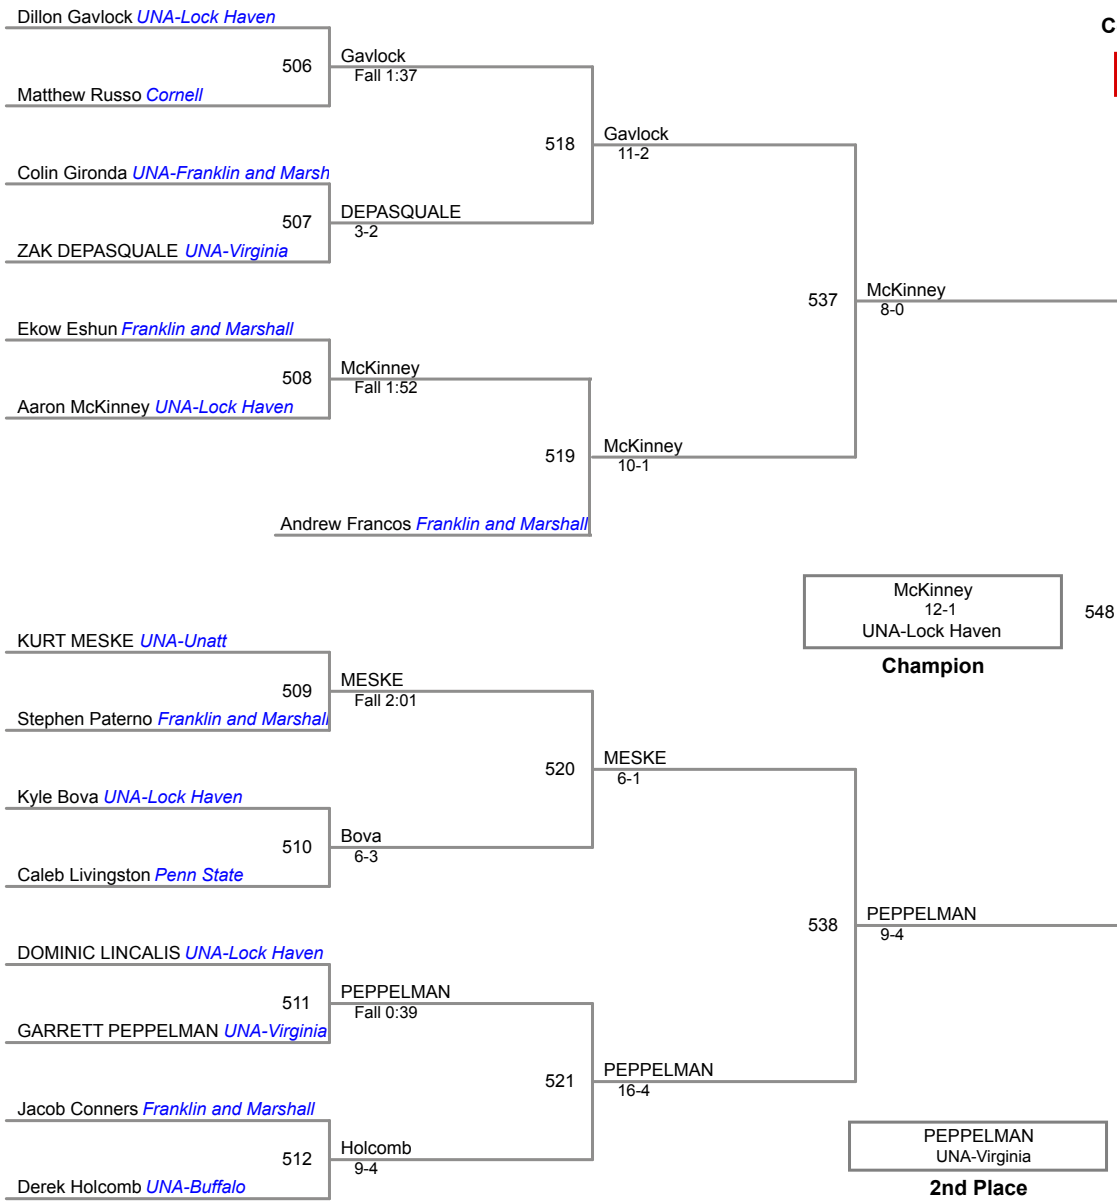 Dillon Gavlock UNA-Lock Haven
C
506
Gavlock
Fall 1:37
Matthew Russo Cornell
518
Gavlock
11-2
Colin Gironda UNA-Franklin and Marsh
507
DEPASQUALE
3-2
ZAK DEPASQUALE UNA-Virginia
537
McKinney
8-0
Ekow Eshun Franklin and Marshall
508
McKinney
Fall 1:52
Aaron McKinney UNA-Lock Haven
519
McKinney
10-1
Andrew Francos Franklin and Marshall
McKinney
12-1
UNA-Lock Haven
548
Champion
KURT MESKE UNA-Unatt
509
MESKE
Fall 2:01
Stephen Paterno Franklin and Marshall
520
MESKE
6-1
Kyle Bova UNA-Lock Haven
510
Bova
6-3
Caleb Livingston Penn State
538
PEPPELMAN
9-4
DOMINIC LINCALIS UNA-Lock Haven
511
PEPPELMAN
Fall 0:39
GARRETT PEPPELMAN UNA-Virginia
521
PEPPELMAN
16-4
Jacob Conners Franklin and Marshall
512
Holcomb
9-4
Derek Holcomb UNA-Buffalo
PEPPELMAN
UNA-Virginia
2nd Place